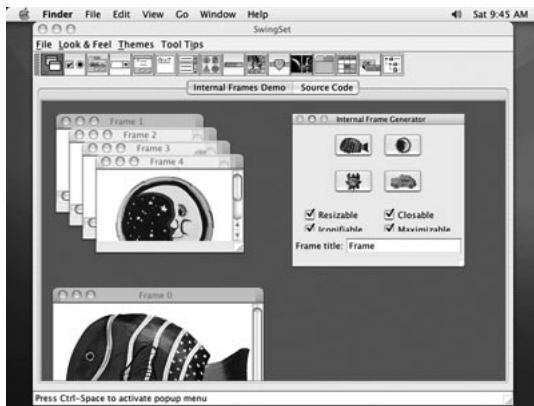 Finder File Edit View Go Window Help Sat 9:45 AM
SwingSet
File Look & Feel Themes Tool Tips
Internal Frames Demo Source Code
Frame 1
Frame 2
Frame 3
Frame 4
Internal Frame Generator
Resizable Closable
Iconifiable Maximizable
Frame title: Frame
Frame 0
Press Ctrl-Space to activate popup menu